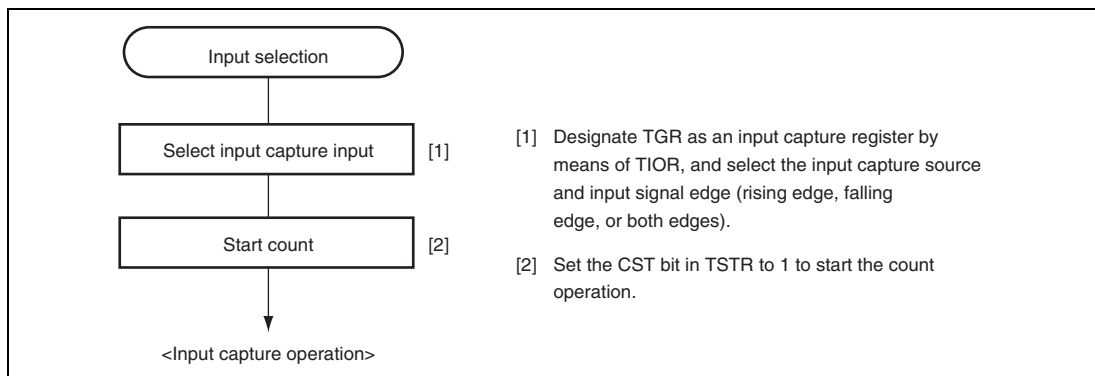 Input selection
Select input capture input
[1]
Start count
[2]
<Input capture operation>
[1] Designate TGR as an input capture register by
means of TIOR, and select the input capture source
and input signal edge (rising edge, falling
edge, or both edges).
[2] Set the CST bit in TSTR to 1 to start the count
operation.